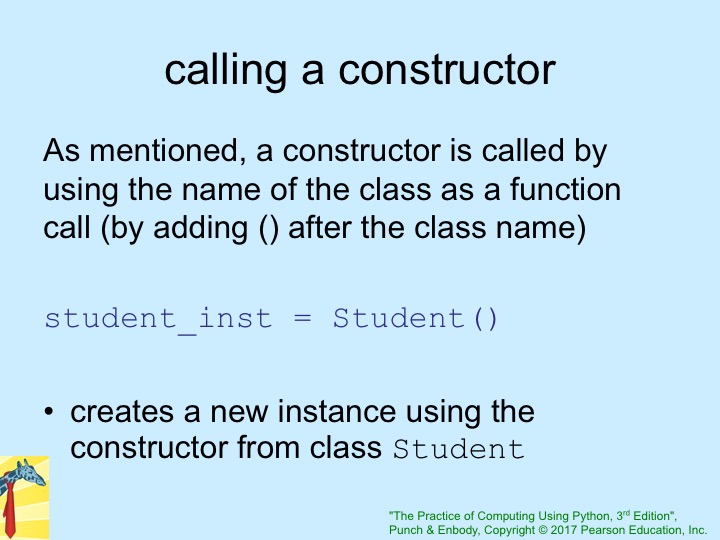 calling a constructor
As mentioned, a constructor is called by
using the name of the class as a function
call (by adding () after the class name)
student_inst = Student()
• creates a new instance using the
constructor from class Student
"The Practice of Computing Using Python, 3rd Edition",
Punch & Enbody, Copyright © 2017 Pearson Education, Inc.